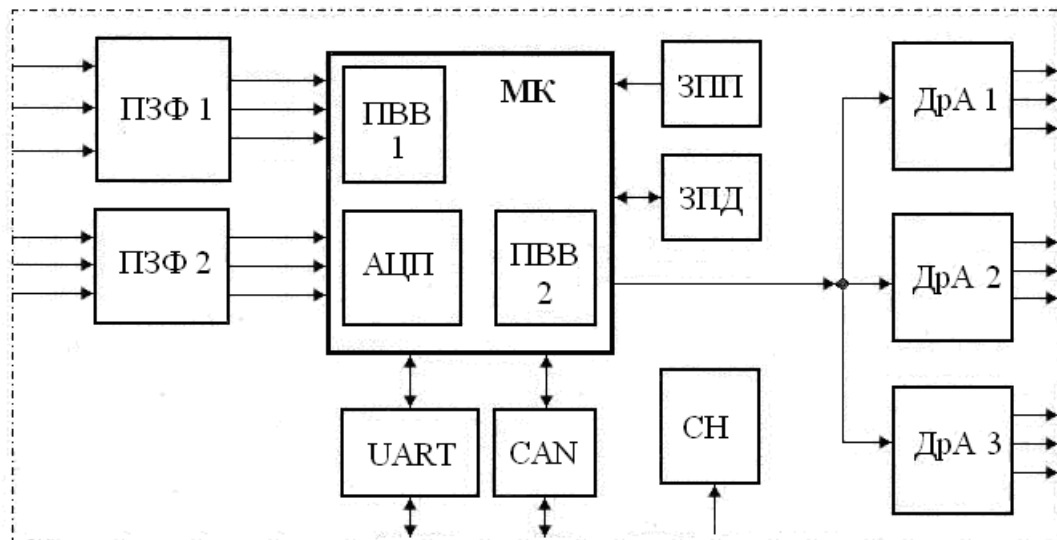 ПЗФ 1
ПВВ
1
МК
ЗПП
ДрА 1
ЗПД
ПЗФ 2
АЦП
ПВВ
2
ДрА 2
UART
CAN
СН
ДрА 3